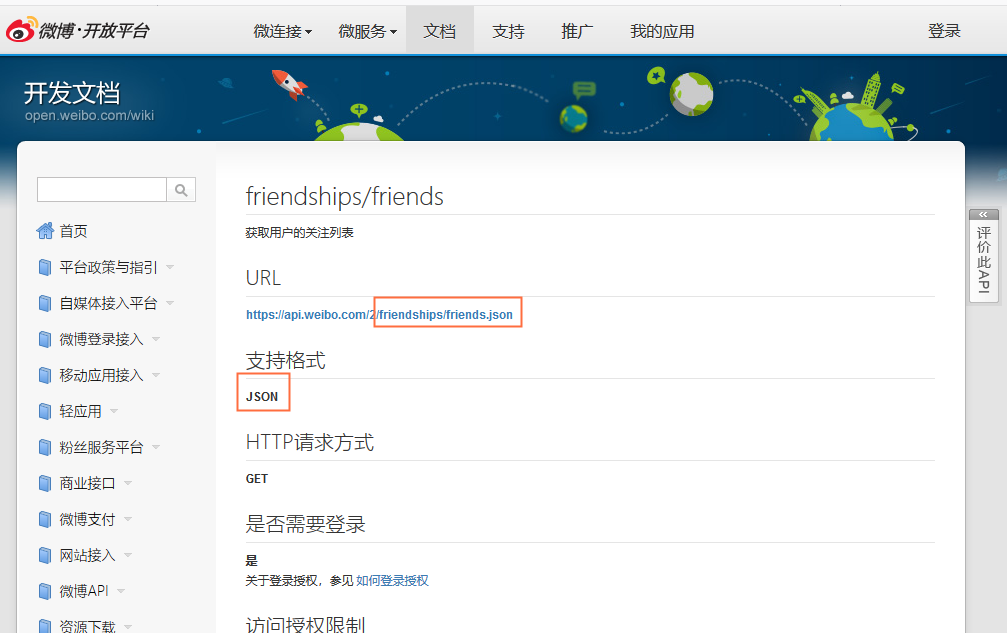 微博·开放平台
微连接
微服务
文档
支持
推广
我的应用
登录
开发文档
open.weibo.com/wiki
首页
平台政策与指引
自媒体接入平台
微博登录接入
移动应用接入
轻应用
粉丝服务平台
商业接口
微博支付
网站接入
微博API
资源下载
friendships/friends
获取用户的关注列表
URL
https://api.weibo.com/2/friendships/friends.json
支持格式
JSON
HTTP请求方式
GET
是否需要登录
是
关于登录授权，参见 如何登录授权
访问授权限制
«
评价此API